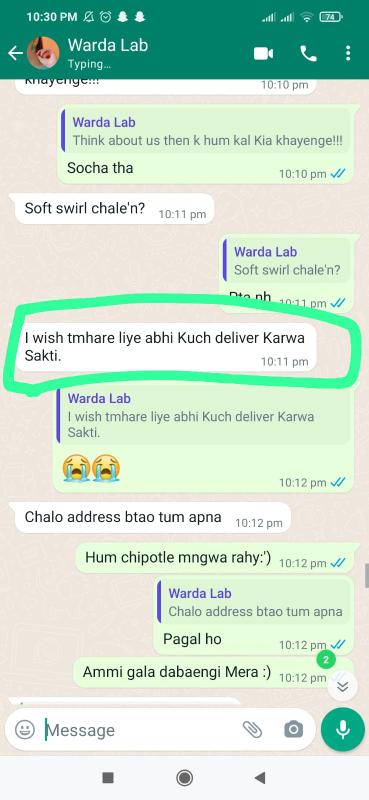 10:30 PM
74
Warda Lab
Typing...
khayenge!!!
10:10 pm
Warda Lab
Think about us then k hum kal Kia khayenge!!!
Socha tha
10:10 pm
Soft swirl chale'n?
10:11 pm
Warda Lab
Soft swirl chale'n?
Pta nh
10:11 pm
I wish tmhare liye abhi Kuch deliver Karwa
Sakti.
10:11 pm
Warda Lab
I wish tmhare liye abhi Kuch deliver Karwa
Sakti.
😭😭
10:12 pm
Chalo address btao tum apna
10:12 pm
Hum chipotle mngwa rahy:')
10:12 pm
Warda Lab
Chalo address btao tum apna
Pagal ho
10:12 pm
2
Ammi gala dabaengi Mera :)
10:12 pm
Message